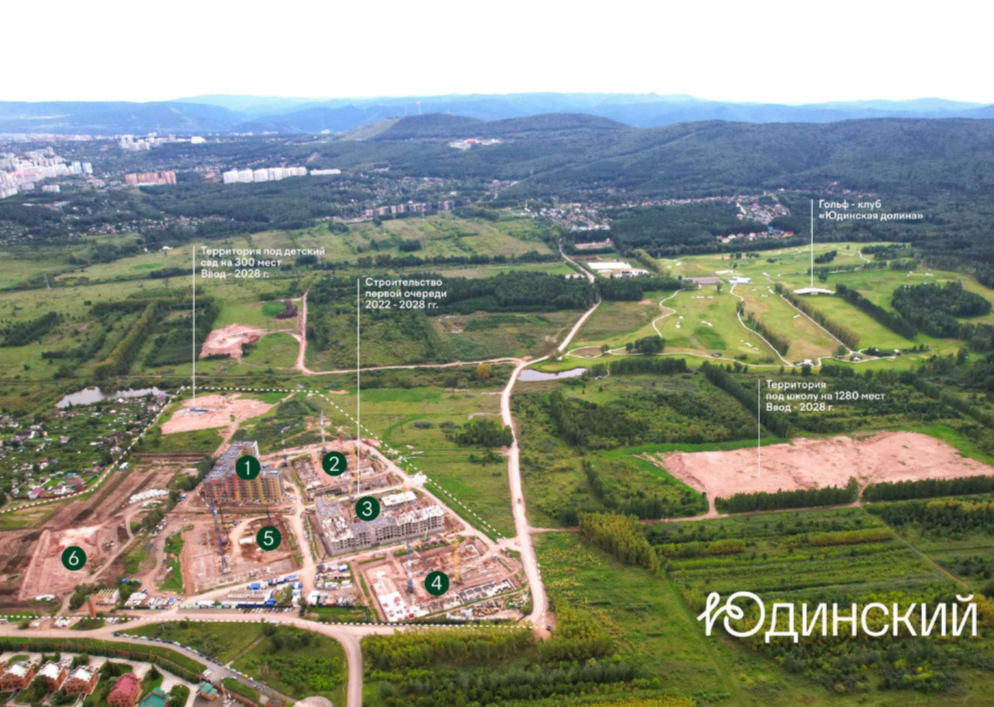 Гольф - клуб
«Юдинская долина»
Территория под детский
сад на 300 мест
Ввод - 2028 г.
Строительство
первой очереди
2022 - 2028 гг.
Территория
под школу на 1280 мест
Ввод - 2028 г.
1
2
3
5
6
4
Юдинский